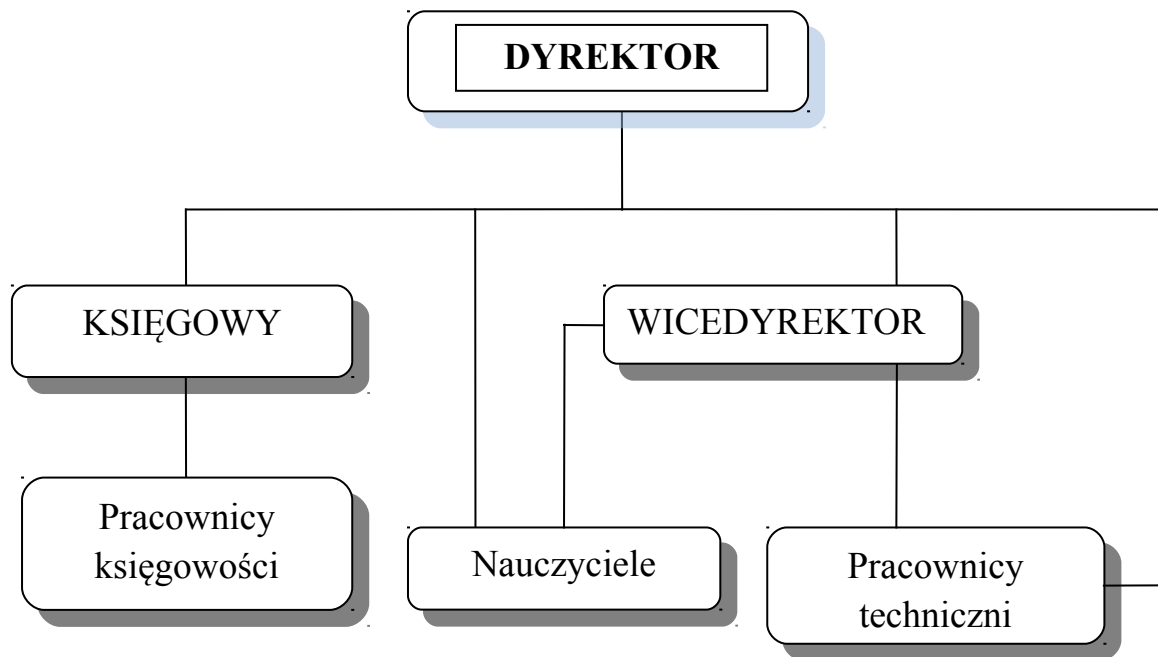 DYREKTOR
KSIĘGOWY
WICEDYREKTOR
Pracownicy
księgowości
Nauczyciele
Pracownicy
techniczni